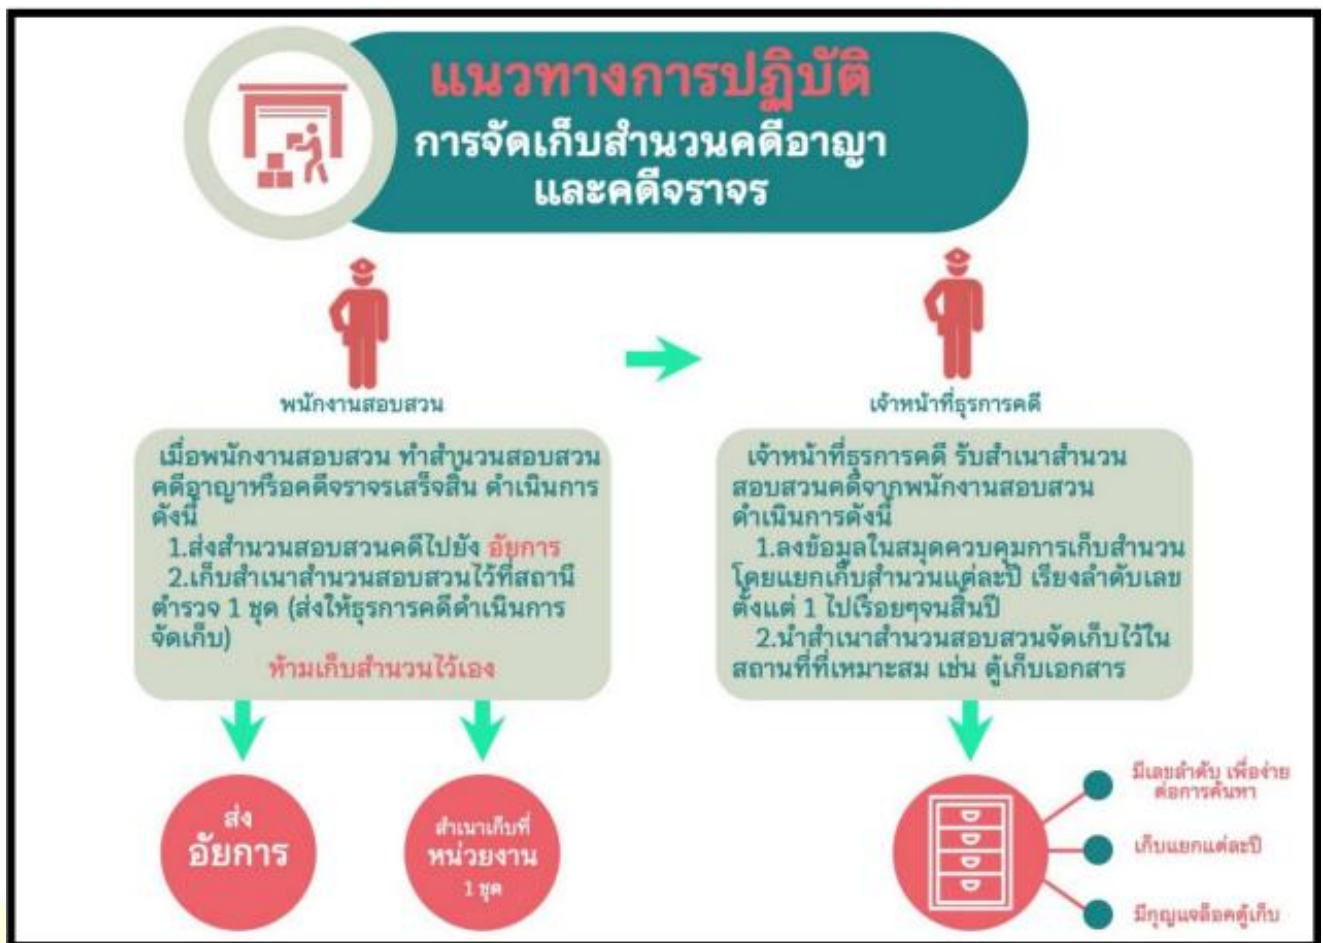 แนวทางการปฏิบัติ
การจัดเก็บสำนวนคดีอาญา
และคดีจราจร
พนักงานสอบสวน
เมื่อพนักงานสอบสวน ทำสำนวนสอบสวน
คดีอาญาหรือคดีจราจรเสร็จสิ้น ดำเนินการ
ดังนี้
1.ส่งสำนวนสอบสวนคดีไปยัง อัยการ
2.เก็บสำเนาสำนวนสอบสวนไว้ที่สถานี
ตำรวจ 1 ชุด (ส่งให้ธุรการคดีดำเนินการ
จัดเก็บ)
ห้ามเก็บสำนวนไว้เอง
ส่ง
อัยการ
สำเนาเก็บที่
หน่วยงาน
1 ชุด
เจ้าหน้าที่ธุรการคดี
เจ้าหน้าที่ธุรการคดี รับสำเนาสำนวน
สอบสวนคดีจากพนักงานสอบสวน
ดำเนินการดังนี้
1.ลงข้อมูลในสมุดควบคุมการเก็บสำนวน
โดยแยกเก็บสำนวนแต่ละปี เรียงลำดับเลข
ตั้งแต่ 1 ไปเรื่อยๆจนสิ้นปี
2.นำสำเนาสำนวนสอบสวนจัดเก็บไว้ใน
สถานที่ที่เหมาะสม เช่น ตู้เก็บเอกสาร
มีเลขลำดับ เพื่อง่าย
ต่อการค้นหา
เก็บแยกแต่ละปี
มีกุญแจล็อคตู้เก็บ